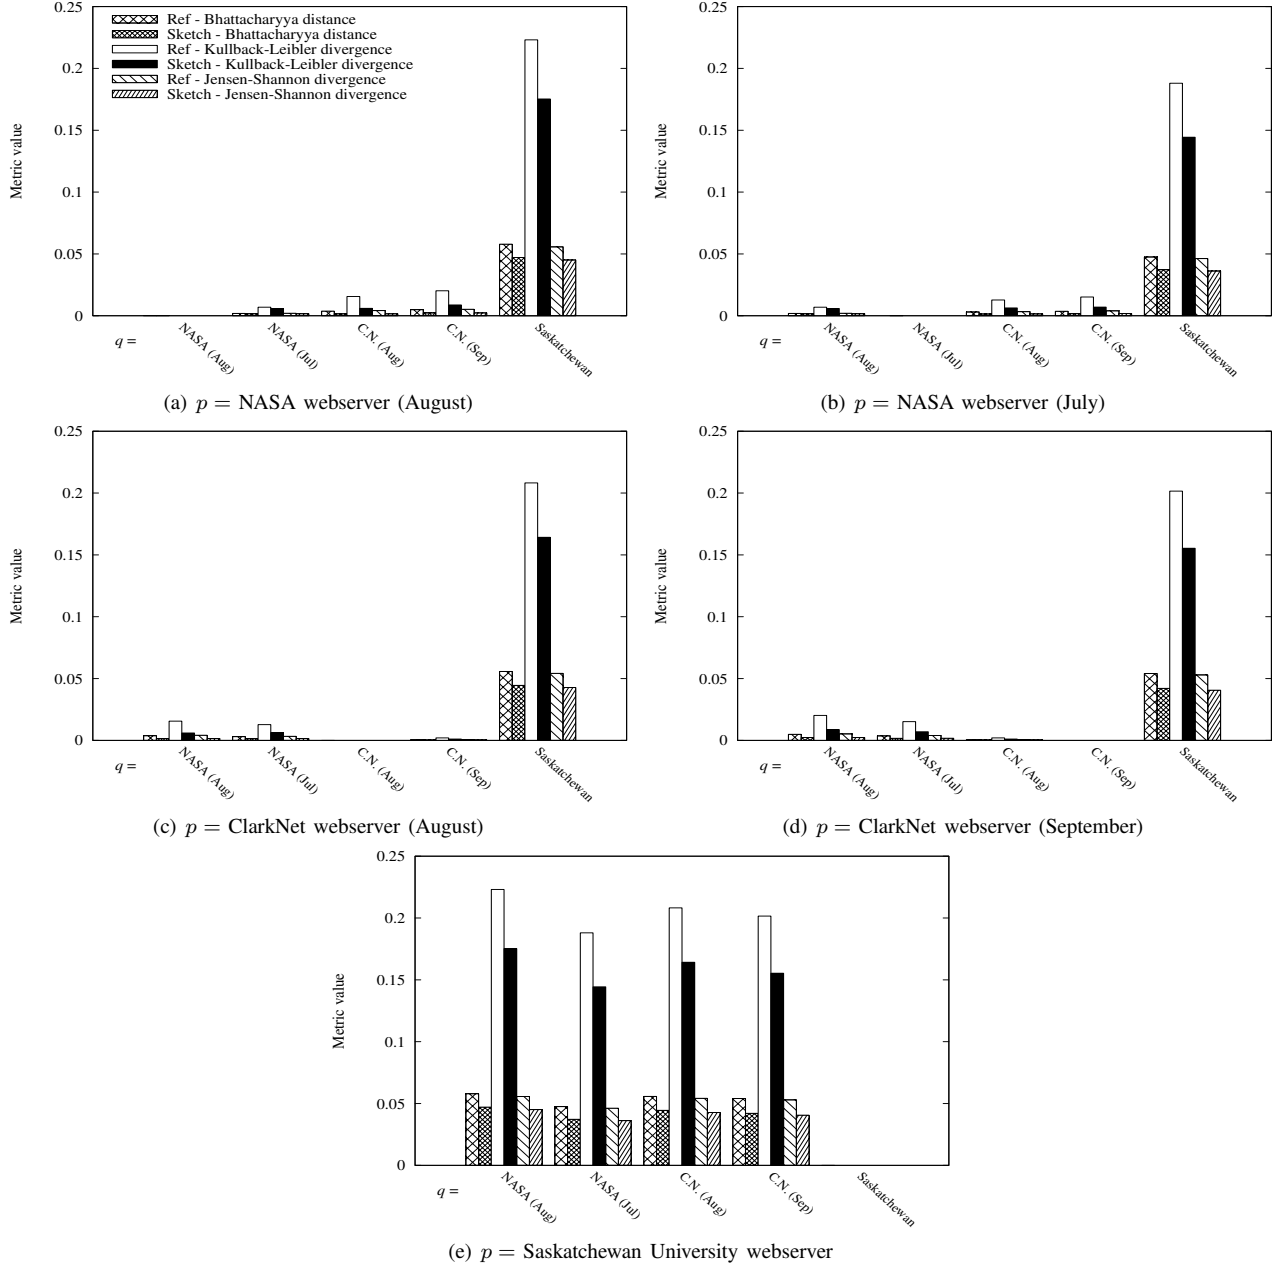 Ref - Bhattacharyya distance
Sketch - Bhattacharyya distance
Ref - Kullback-Leibler divergence
Sketch - Kullback-Leibler divergence
Ref - Jensen-Shannon divergence
Sketch - Jensen-Shannon divergence
0.25
0.2
0.15
0.1
0.05
0
Metric value
q =
NASA (Aug)
NASA (Jul)
C.N. (Aug)
C.N. (Sep)
Saskatchewan
(a) p = NASA webserver (August)
0.25
0.2
0.15
0.1
0.05
0
Metric value
q =
NASA (Aug)
NASA (Jul)
C.N. (Aug)
C.N. (Sep)
Saskatchewan
(b) p = NASA webserver (July)
0.25
0.2
0.15
0.1
0.05
0
Metric value
q =
NASA (Aug)
NASA (Jul)
C.N. (Aug)
C.N. (Sep)
Saskatchewan
(c) p = ClarkNet webserver (August)
0.25
0.2
0.15
0.1
0.05
0
Metric value
q =
NASA (Aug)
NASA (Jul)
C.N. (Aug)
C.N. (Sep)
Saskatchewan
(d) p = ClarkNet webserver (September)
0.25
0.2
0.15
0.1
0.05
0
Metric value
q =
NASA (Aug)
NASA (Jul)
C.N. (Aug)
C.N. (Sep)
Saskatchewan
(e) p = Saskatchewan University webserver